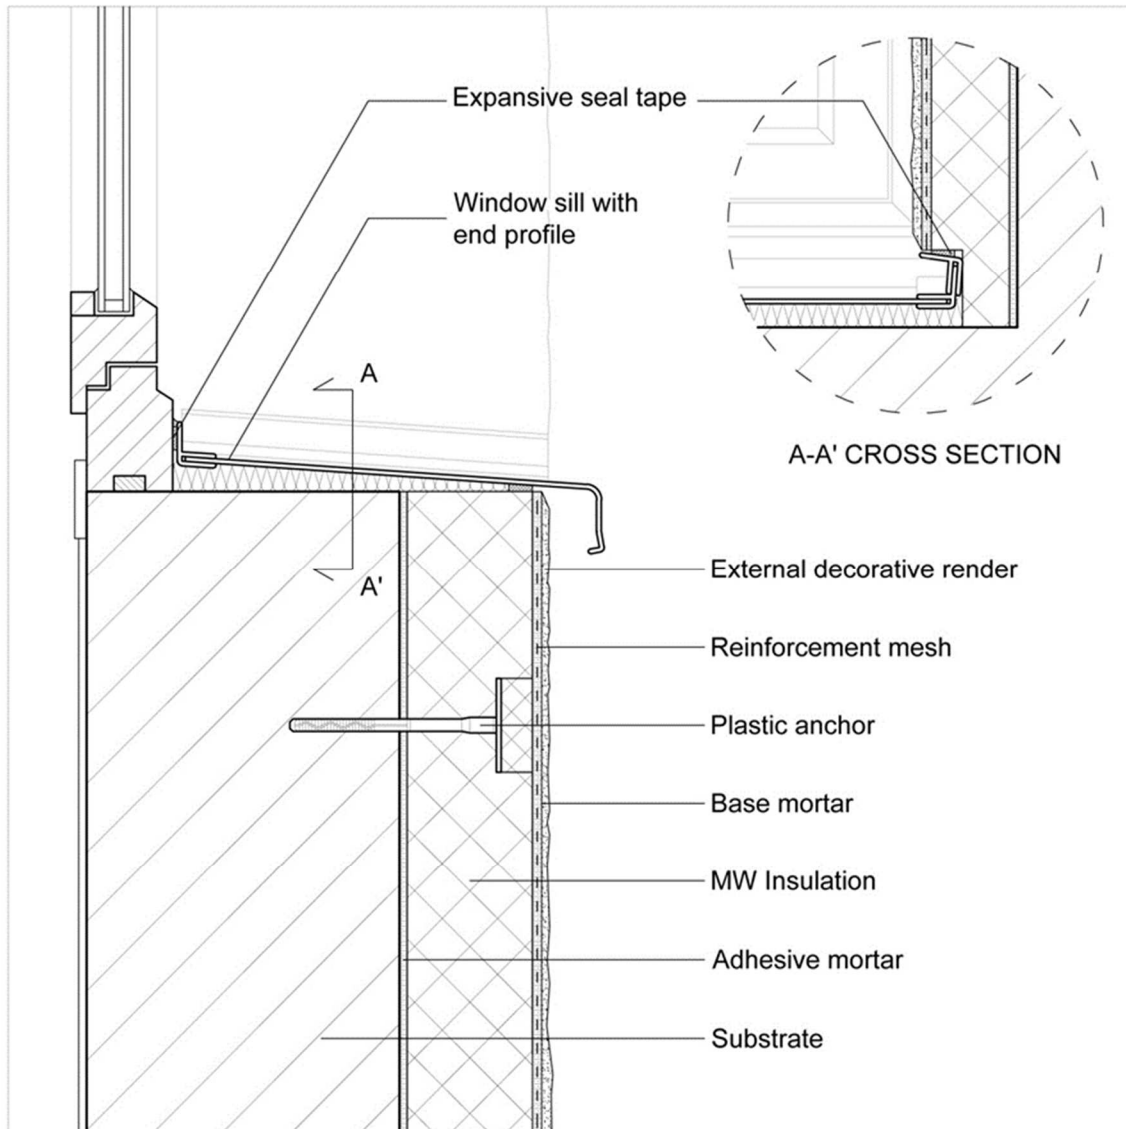 Expansive seal tape
Window sill with
end profile
A
A-A' CROSS SECTION
A'
External decorative render
Reinforcement mesh
Plastic anchor
Base mortar
MW Insulation
Adhesive mortar
Substrate